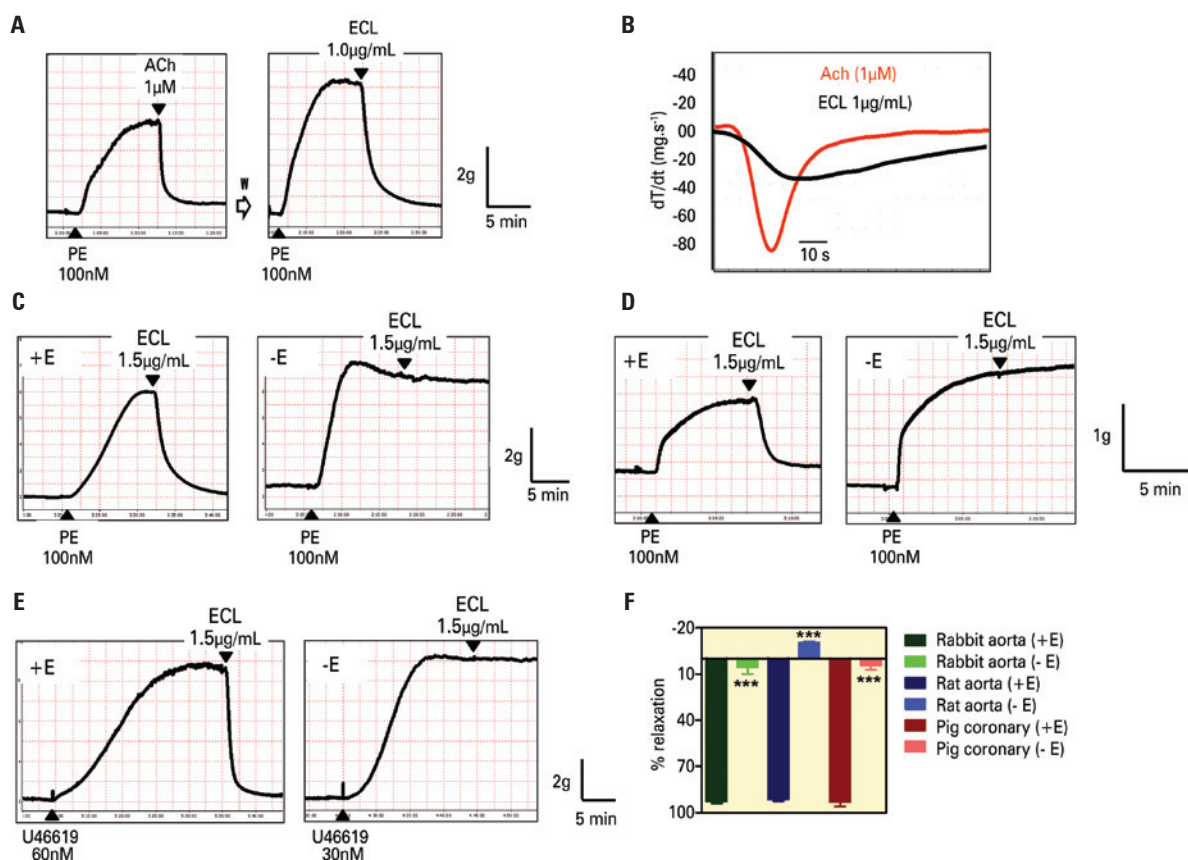 A
ACh
1µM
ECL
1.0µg/mL
W
PE
100nM
PE
100nM
2g
5 min
B
Ach (1µM)
ECL 1µg/mL)
dT/dt (mg.s⁻¹)
-40
-20
00
-20
-40
-60
-80
10 s
C
+E
ECL
1.5µg/mL
PE
100nM
-E
ECL
1.5µg/mL
PE
100nM
2g
5 min
D
+E
ECL
1.5µg/mL
PE
100nM
-E
ECL
1.5µg/mL
PE
100nM
1g
5 min
E
+E
ECL
1.5µg/mL
U46619
60nM
-E
ECL
1.5µg/mL
U46619
30nM
2g
5 min
F
% relaxation
-20
10
40
70
100
***
***
***
Rabbit aorta (+E)
Rabbit aorta (- E)
Rat aorta (+E)
Rat aorta (- E)
Pig coronary (+E)
Pig coronary (- E)